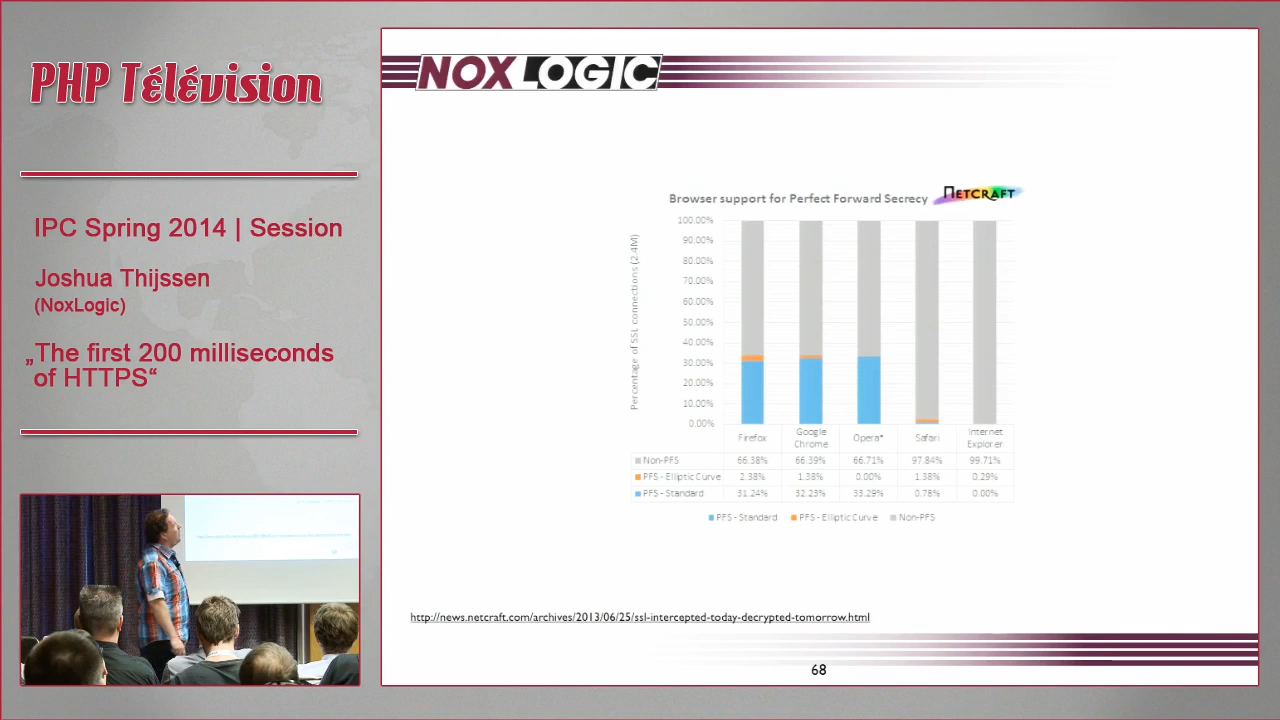 PHP Télévision
IPC Spring 2014 | Session
Joshua Thijssen
(NoxLogic)
„The first 200 milliseconds
of HTTPS“
NOXLOGIC
Browser support for Perfect Forward Secrecy
NETCRAFT
Percentage of SSL connections (2.4M)
100.00%
90.00%
80.00%
70.00%
60.00%
50.00%
40.00%
30.00%
20.00%
10.00%
0.00%
Firefox Google Chrome Opera* Safari Internet Explorer
Non-PFS 66.38% 66.39% 66.71% 97.84% 99.71%
PFS - Elliptic Curve 2.38% 1.38% 0.00% 1.38% 0.29%
PFS - Standard 31.24% 32.23% 33.29% 0.78% 0.00%
PFS - Standard PFS - Elliptic Curve Non-PFS
http://news.netcraft.com/archives/2013/06/25/ssl-intercepted-today-decrypted-tomorrow.html
68